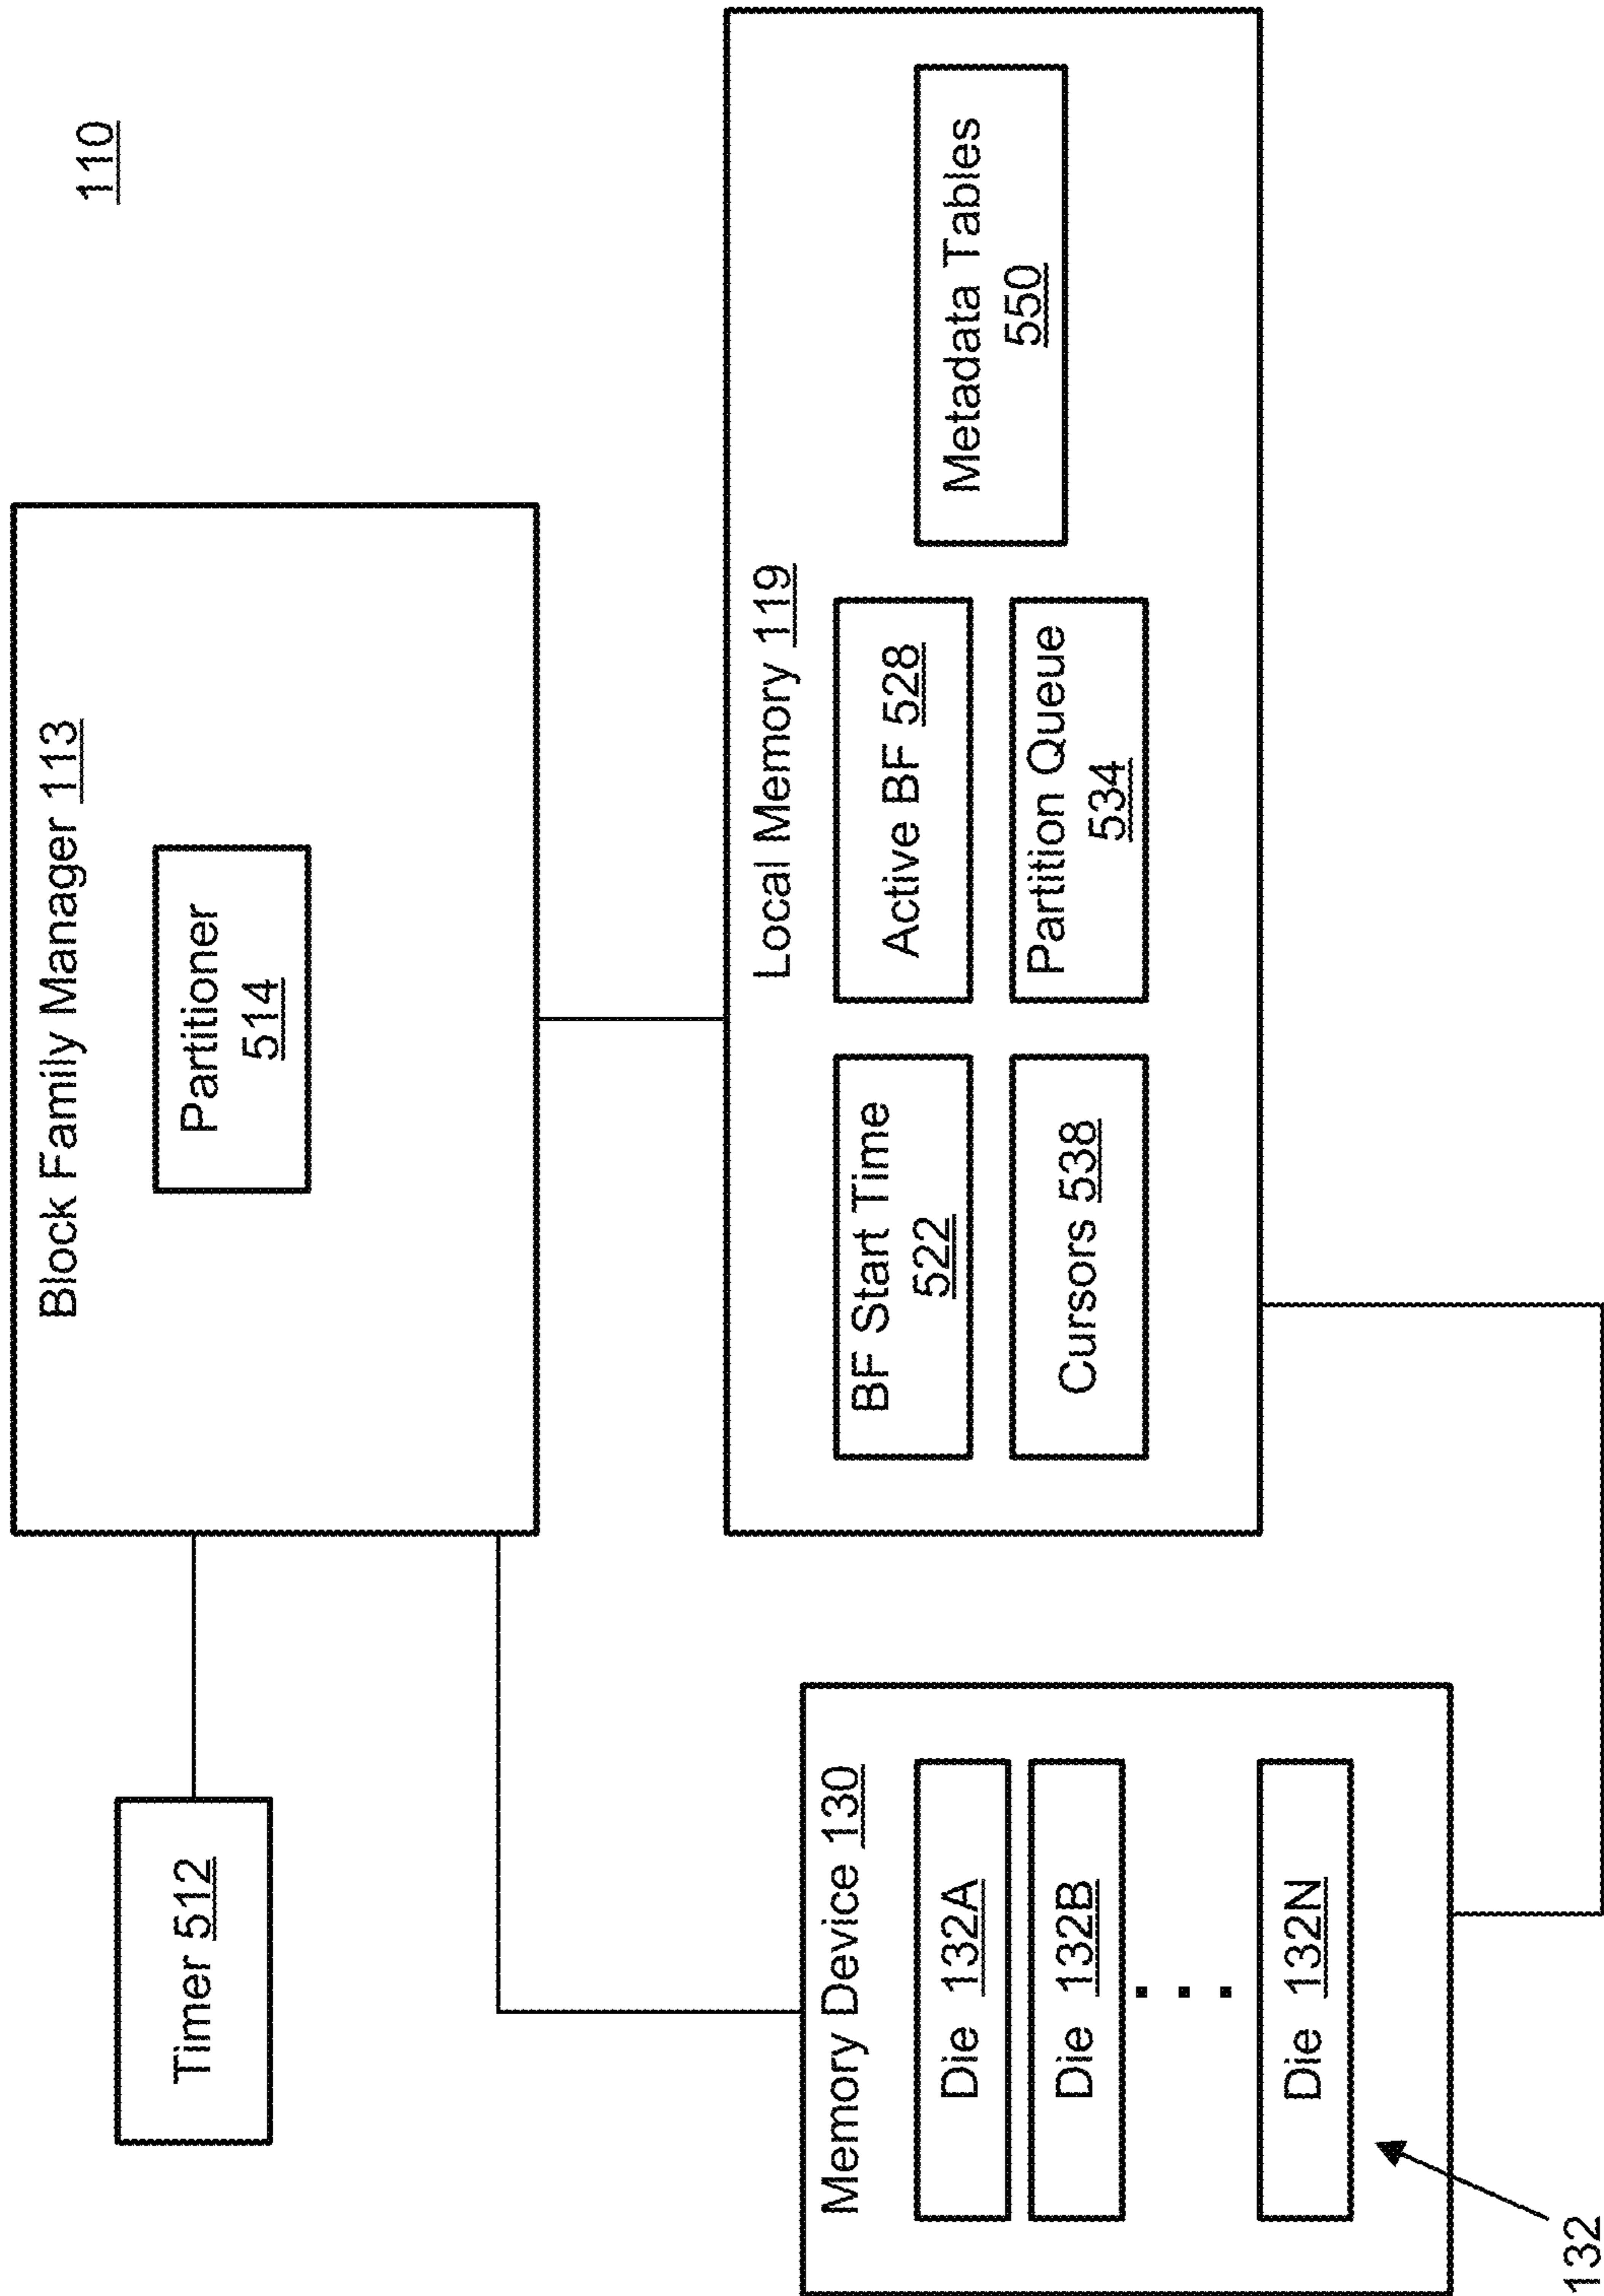 110
Block Family Manager 113
Partitioner
514
Timer 512
Local Memory 119
BF Start Time
522
Active BF 528
Cursors 538
Partition Queue
534
Metadata Tables
550
Memory Device 130
Die 132A
Die 132B
Die 132N
132